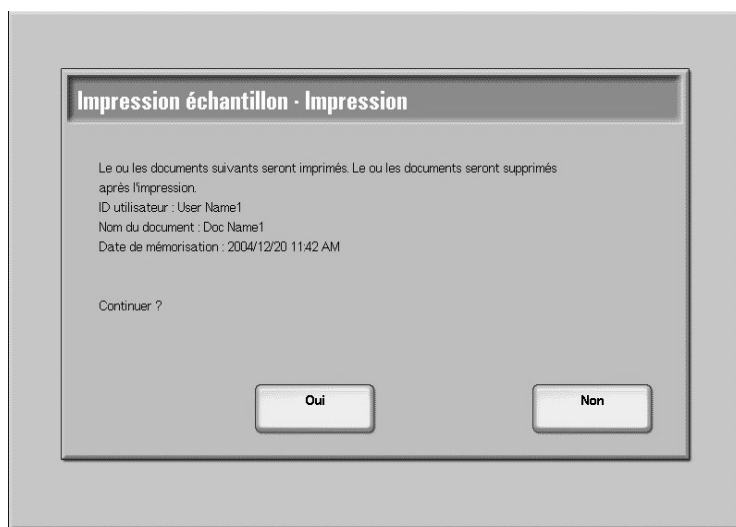 Impression échantillon - Impression
Le ou les documents suivants seront imprimés. Le ou les documents seront supprimés
après l'impression.
ID utilisateur : User Name1
Nom du document : Doc Name1
Date de mémorisation : 2004/12/20 11:42 AM
Continuer ?
Oui
Non